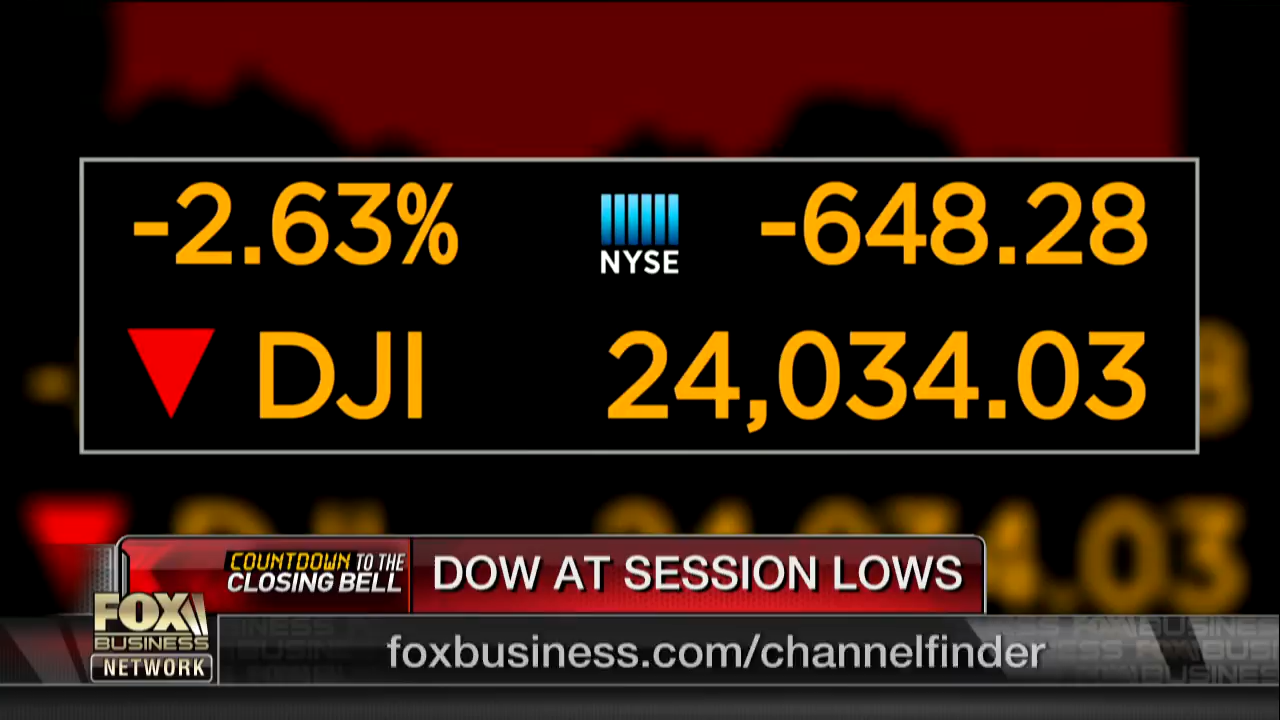 -2.63%
NYSE
-648.28
DJI
24,034.03
COUNTDOWN TO THE
CLOSING BELL
DOW AT SESSION LOWS
FOX
BUSINESS
NETWORK
foxbusiness.com/channelfinder